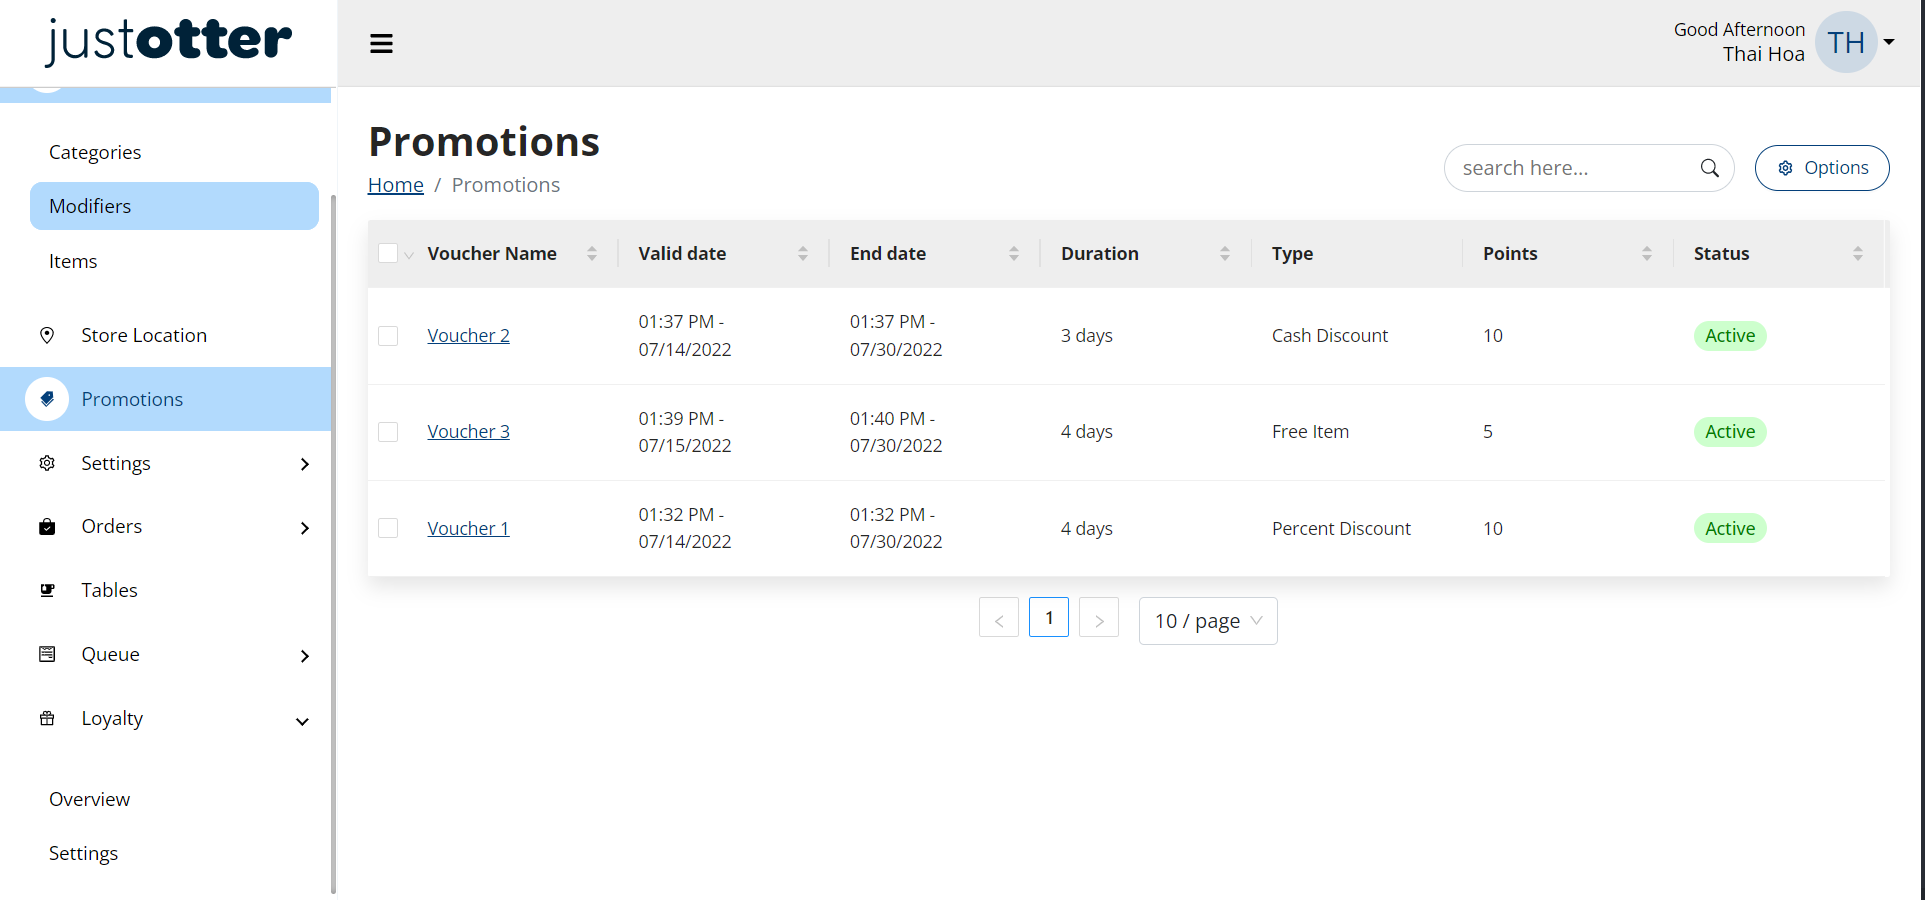 justotter
Good Afternoon
Thai Hoa
TH
Categories
Modifiers
Items
Store Location
Promotions
Settings
Orders
Tables
Queue
Loyalty
Overview
Settings
Promotions
Home / Promotions
search here...
Options
Voucher Name Valid date End date Duration Type Points Status
Voucher 2 01:37 PM - 07/14/2022 01:37 PM - 07/30/2022 3 days Cash Discount 10 Active
Voucher 3 01:39 PM - 07/15/2022 01:40 PM - 07/30/2022 4 days Free Item 5 Active
Voucher 1 01:32 PM - 07/14/2022 01:32 PM - 07/30/2022 4 days Percent Discount 10 Active
< 1 > 10 / page